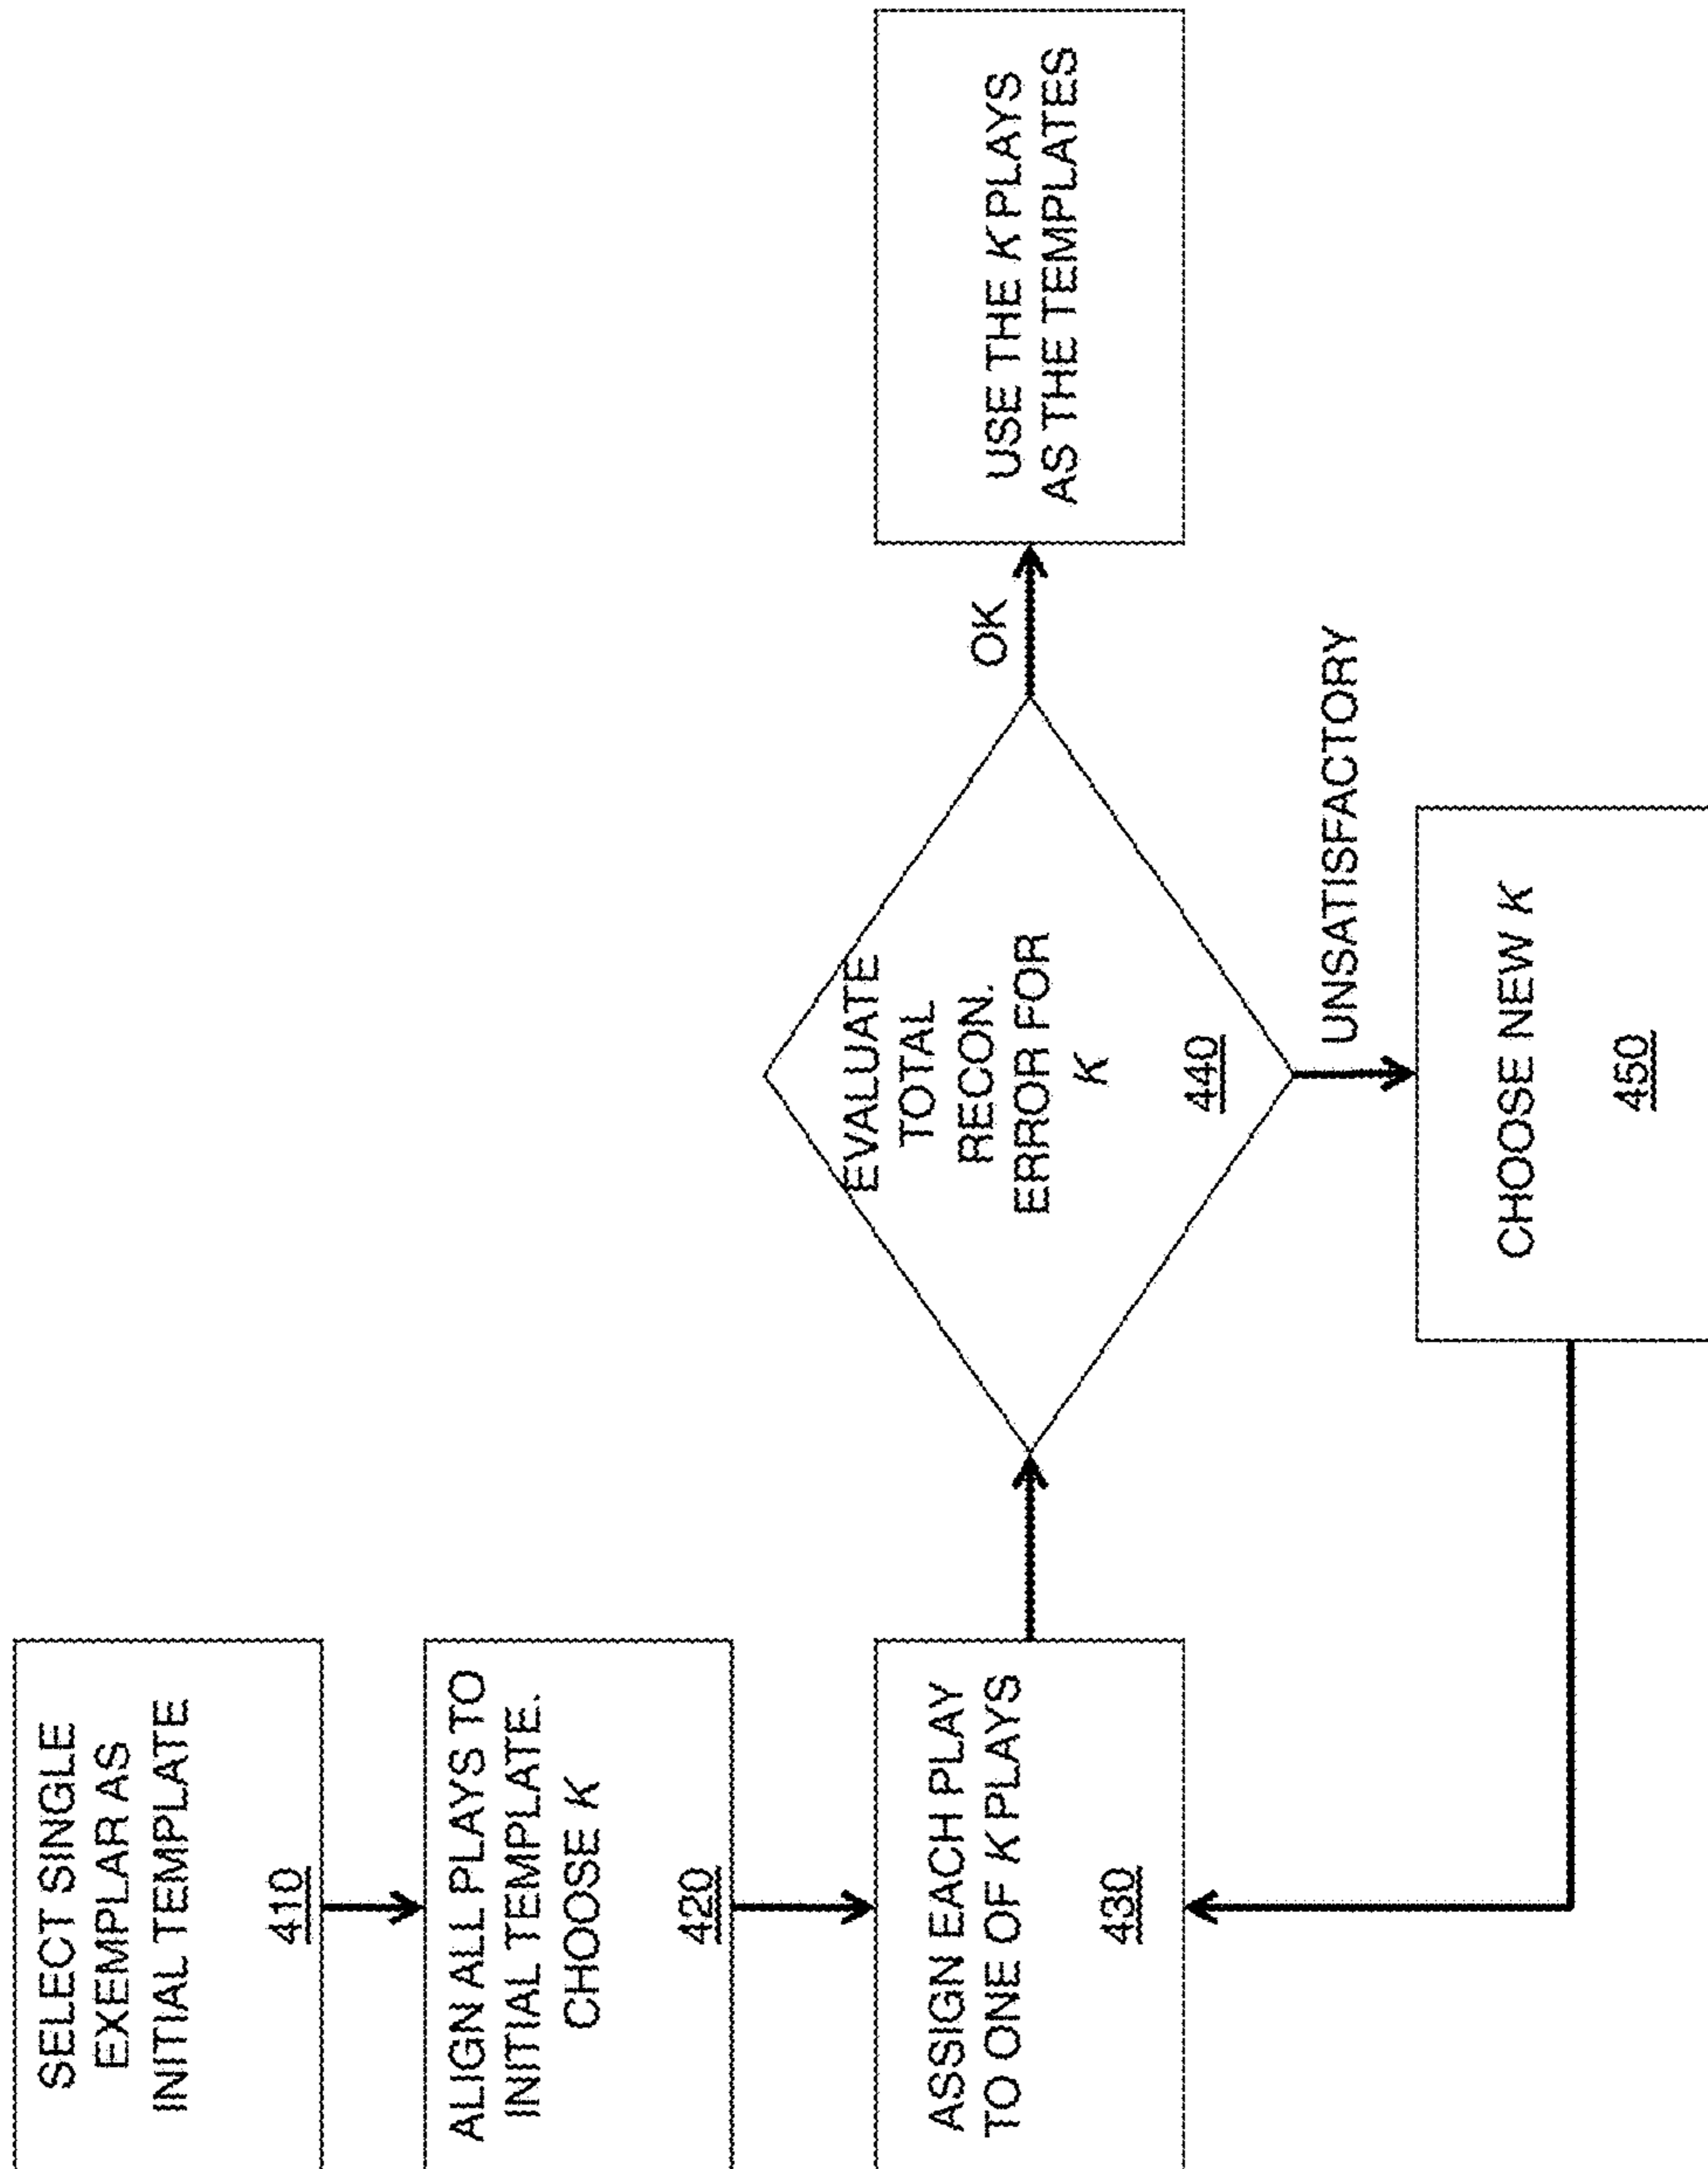 SELECT SINGLE
EXEMPLAR AS
INITIAL TEMPLATE
410
ALIGN ALL PLAYS TO
INITIAL TEMPLATE.
CHOOSE K
420
ASSIGN EACH PLAY
TO ONE OF K PLAYS
430
EVALUATE
TOTAL
RECON.
ERROR FOR
K
440
OK
USE THE K PLAYS
AS THE TEMPLATES
UNSATISFACTORY
CHOOSE NEW K
450